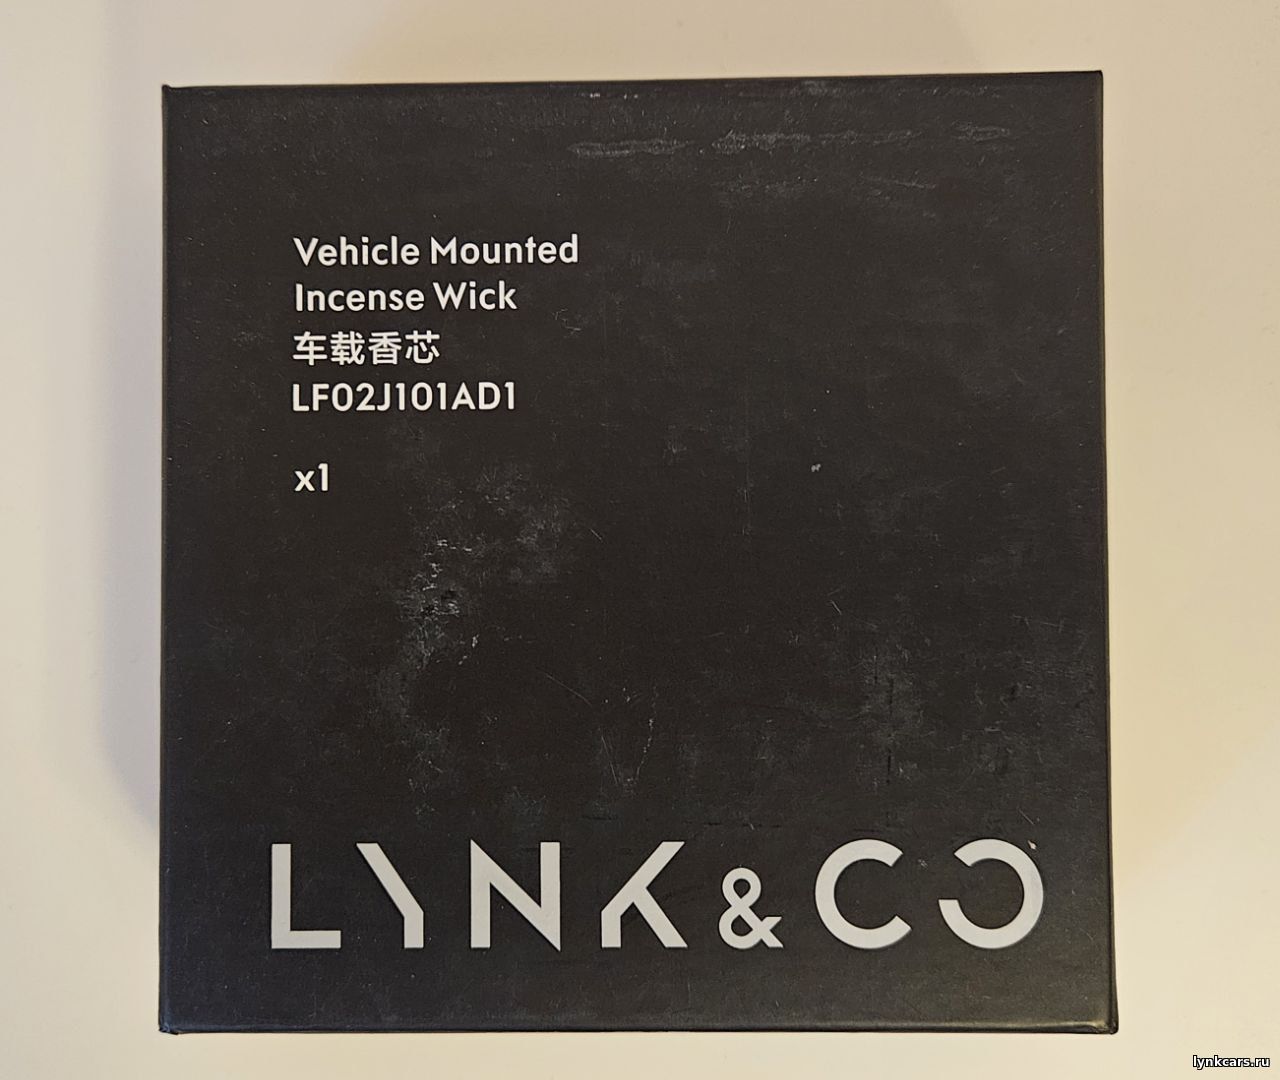 Vehicle Mounted
Incense Wick
车载香芯
LF02J101AD1
x1
LYNK & CO
lynkcars.ru